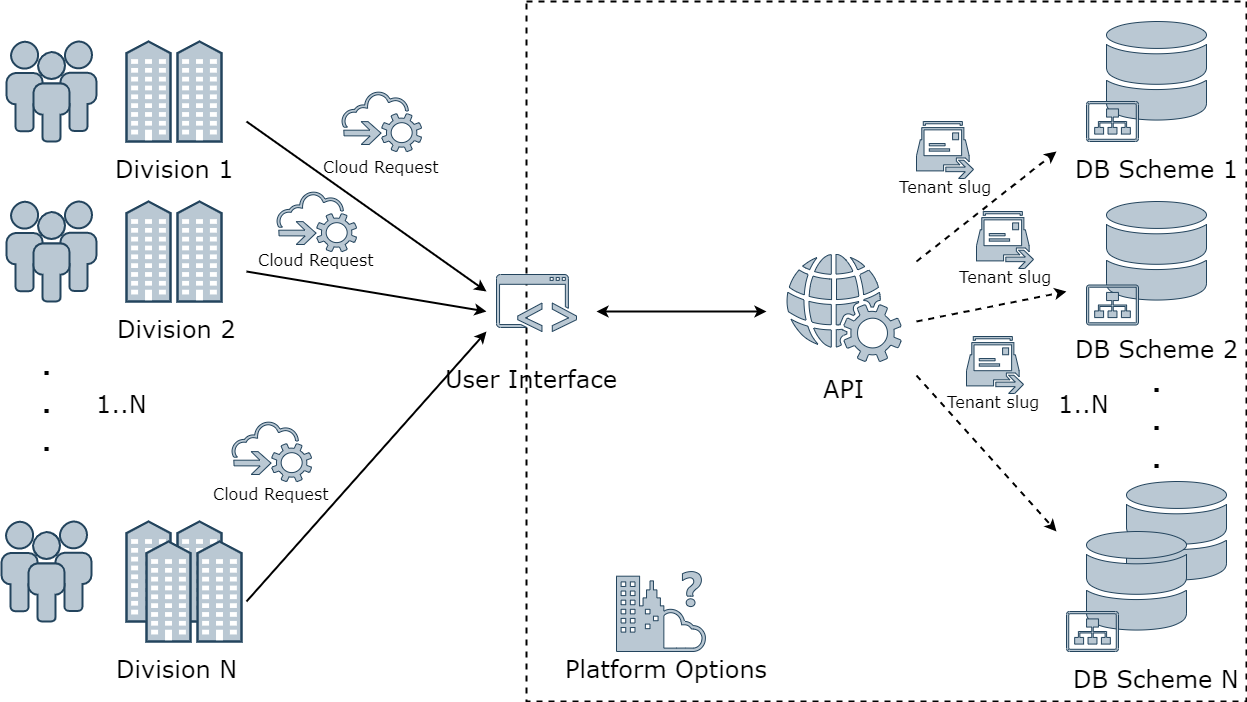 Division 1
Cloud Request
Division 2
Cloud Request
1..N
Cloud Request
Division N
User Interface
API
Tenant slug
Tenant slug
Tenant slug
DB Scheme 1
DB Scheme 2
1..N
DB Scheme N
?
Platform Options